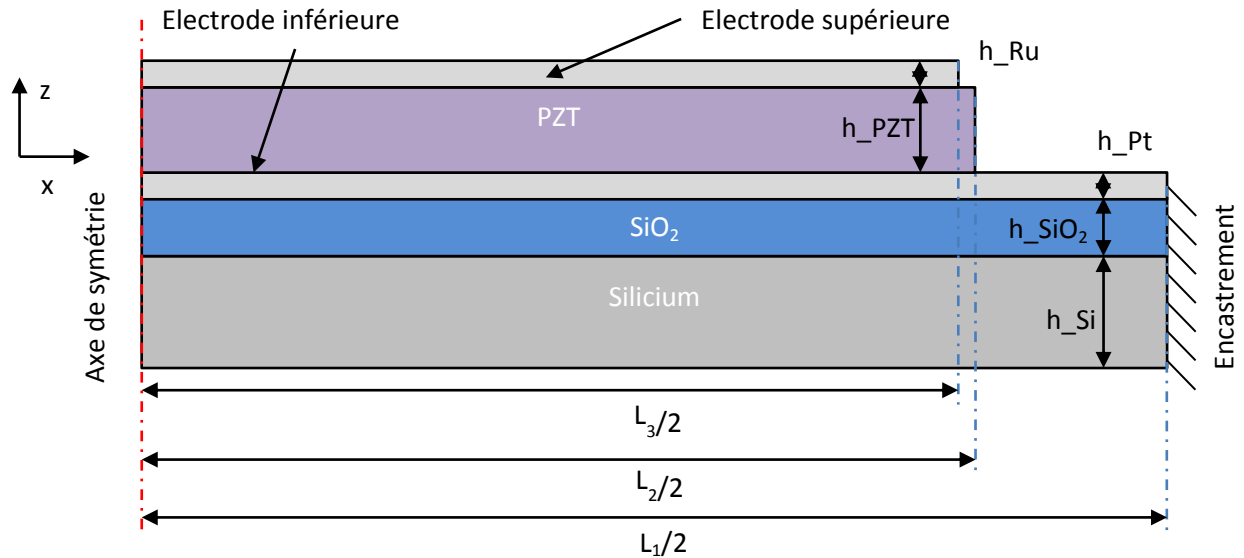 Electrode inférieure
Electrode supérieure
h_Ru
z
PZT
h_PZT
h_Pt
x
Axe de symétrie
SiO₂
h_SiO₂
Silicium
h_Si
Encastrement
L₃/2
L₂/2
L₁/2